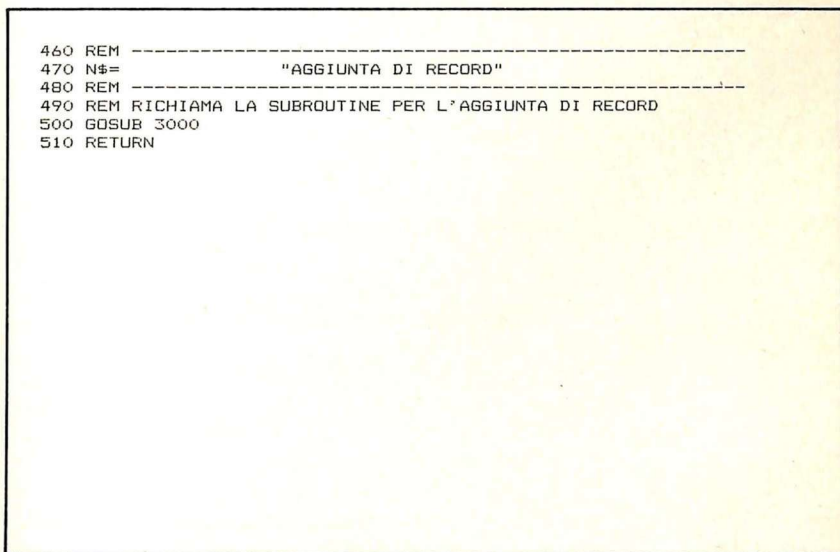 460 REM ------------------------------------------------------
470 N$=              "AGGIUNTA DI RECORD"
480 REM ------------------------------------------------------
490 REM RICHIAMA LA SUBROUTINE PER L'AGGIUNTA DI RECORD
500 GOSUB 3000
510 RETURN